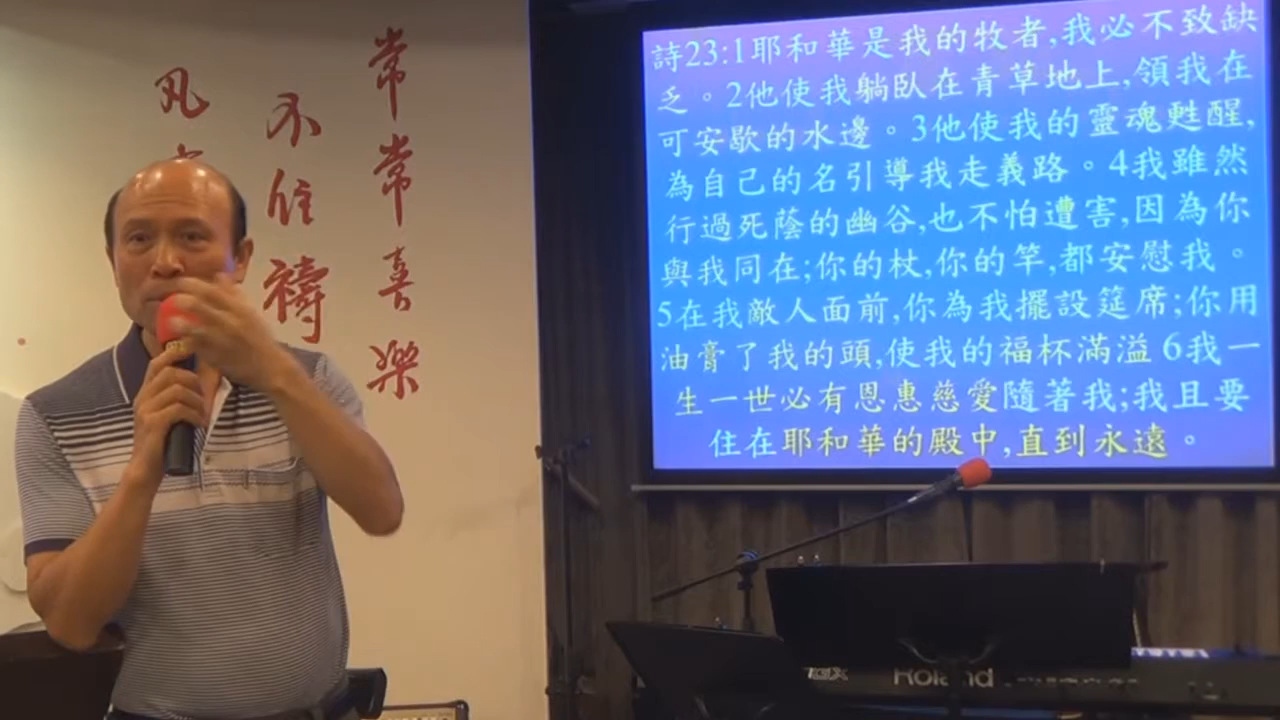 常常喜樂
不住禱
凡
詩23:1耶和華是我的牧者,我必不致缺
乏。2他使我躺臥在青草地上,領我在
可安歇的水邊。3他使我的靈魂甦醒,
為自己的名引導我走義路。4我雖然
行過死蔭的幽谷,也不怕遭害,因為你
與我同在;你的杖,你的竿,都安慰我。
5在我敵人面前,你為我擺設筵席;你用
油膏了我的頭,使我的福杯滿溢 6我一
生一世必有恩惠慈愛隨著我;我且要
住在耶和華的殿中,直到永遠。
Roland